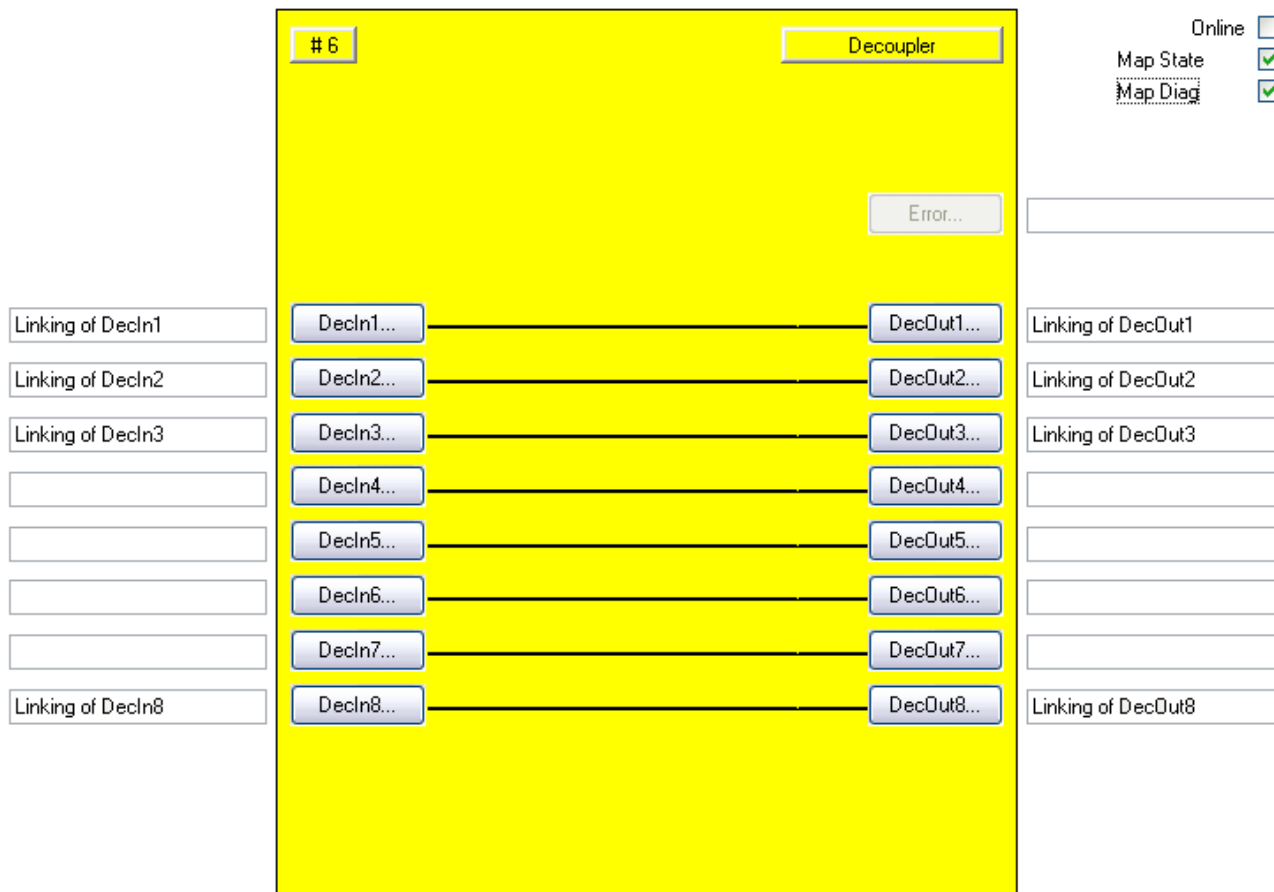 # 6 Decoupler Online
Map State
Map Diag
Error...
Linking of DecIn1 DecIn1... DecOut1... Linking of DecOut1
Linking of DecIn2 DecIn2... DecOut2... Linking of DecOut2
Linking of DecIn3 DecIn3... DecOut3... Linking of DecOut3
DecIn4... DecOut4...
DecIn5... DecOut5...
DecIn6... DecOut6...
DecIn7... DecOut7...
Linking of DecIn8 DecIn8... DecOut8... Linking of DecOut8